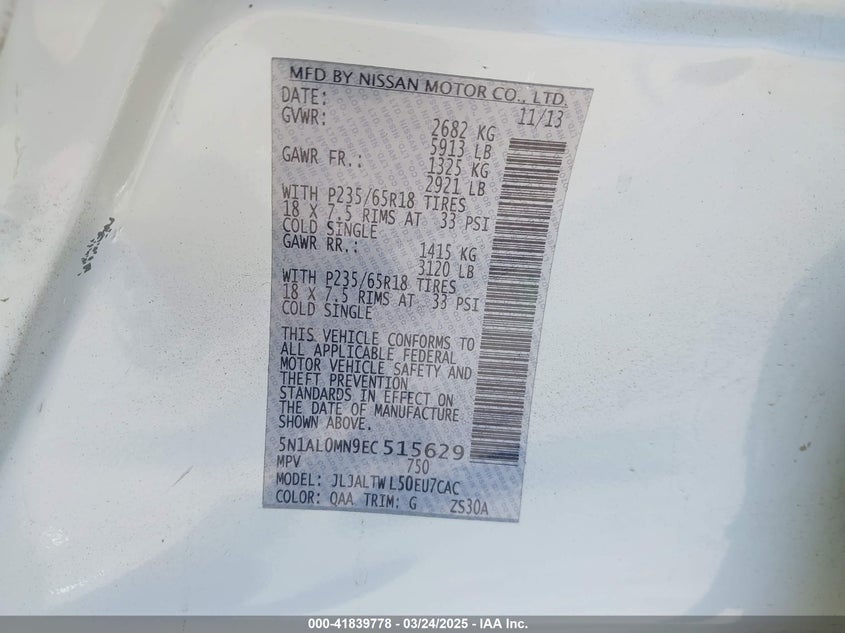 MFD BY NISSAN MOTOR CO., LTD.
DATE: 11/13
GVWR: 2682 KG
5913 LB
GAWR FR.: 1325 KG
2921 LB
WITH P235/65R18 TIRES
18 X 7.5 RIMS AT 33 PSI
COLD SINGLE
GAWR RR.: 1415 KG
3120 LB
WITH P235/65R18 TIRES
18 X 7.5 RIMS AT 33 PSI
COLD SINGLE
THIS VEHICLE CONFORMS TO
ALL APPLICABLE FEDERAL
MOTOR VEHICLE SAFETY AND
THEFT PREVENTION
STANDARDS IN EFFECT ON
THE DATE OF MANUFACTURE
SHOWN ABOVE.
5N1AL0MN9EC 515629
MPV 750
MODEL: JLJALTWL50EU7CAC
COLOR: QAA TRIM: G ZS30A
000-41839778 - 03/24/2025 - IAA Inc.